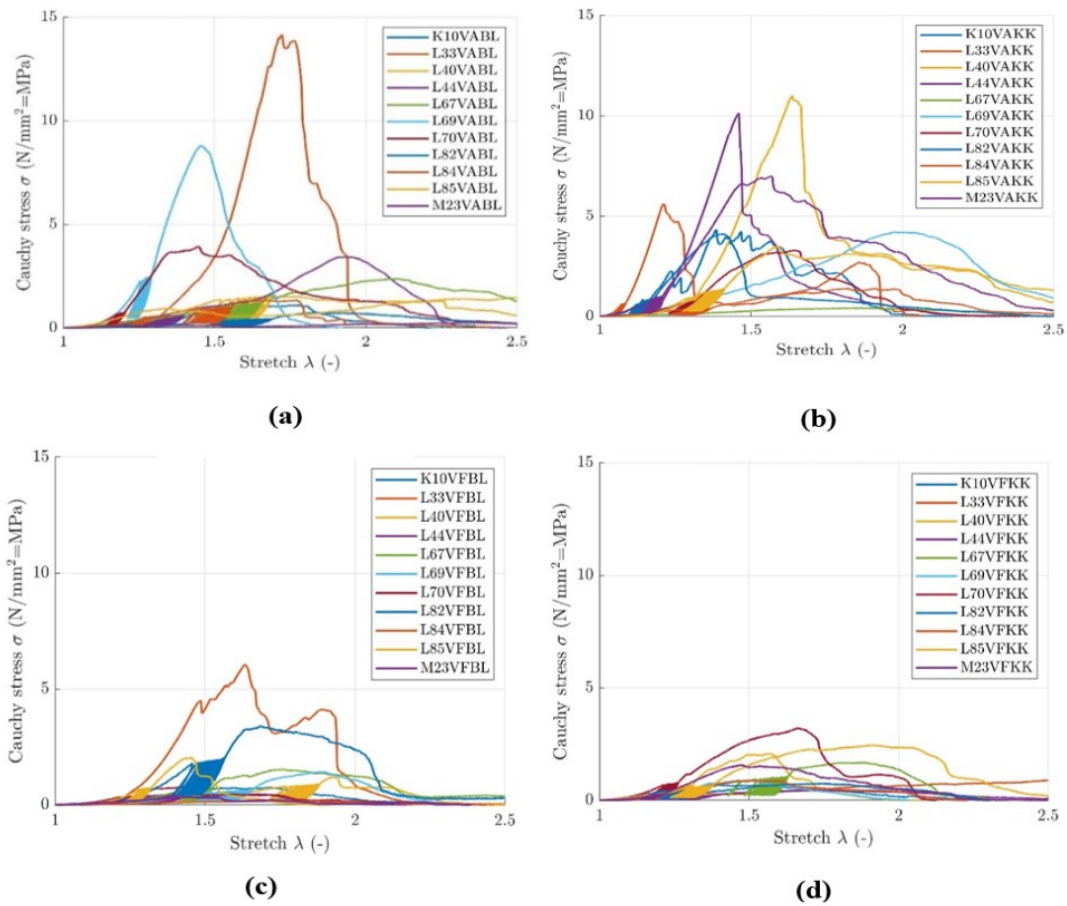 15
10
5
0
Cauchy stress σ (N/mm²=MPa)
K10VABL
L33VABL
L40VABL
L44VABL
L67VABL
L69VABL
L70VABL
L82VABL
L84VABL
L85VABL
M23VABL
1
1.5
2
2.5
Stretch λ (-)
(a)
15
10
5
0
Cauchy stress σ (N/mm²=MPa)
K10VAKK
L33VAKK
L40VAKK
L44VAKK
L67VAKK
L69VAKK
L70VAKK
L82VAKK
L84VAKK
L85VAKK
M23VAKK
1
1.5
2
2.5
Stretch λ (-)
(b)
15
10
5
0
Cauchy stress σ (N/mm²=MPa)
K10VFBL
L33VFBL
L40VFBL
L44VFBL
L67VFBL
L69VFBL
L70VFBL
L82VFBL
L84VFBL
L85VFBL
M23VFBL
1
1.5
2
2.5
Stretch λ (-)
(c)
15
10
5
0
Cauchy stress σ (N/mm²=MPa)
K10VFKK
L33VFKK
L40VFKK
L44VFKK
L67VFKK
L69VFKK
L70VFKK
L82VFKK
L84VFKK
L85VFKK
M23VFKK
1
1.5
2
2.5
Stretch λ (-)
(d)